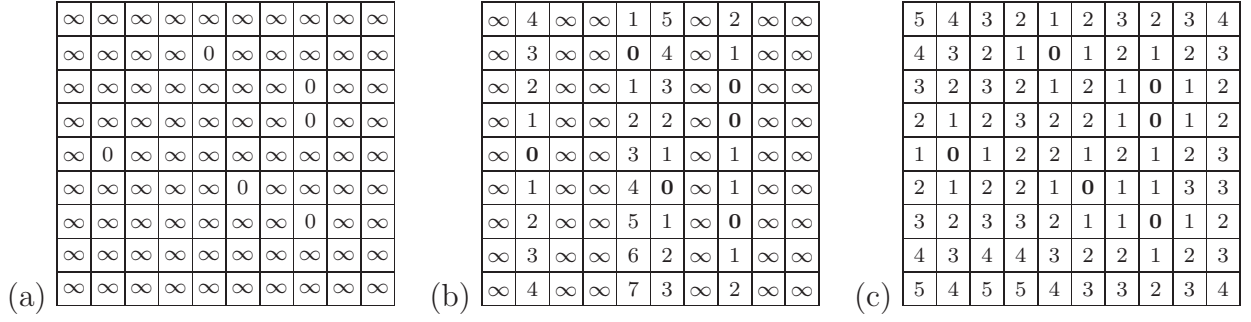 ∞ ∞ ∞ ∞ ∞ ∞ ∞ ∞ ∞ ∞
∞ ∞ ∞ ∞ 0 ∞ ∞ ∞ ∞ ∞
∞ ∞ ∞ ∞ ∞ ∞ ∞ 0 ∞ ∞
∞ ∞ ∞ ∞ ∞ ∞ ∞ 0 ∞ ∞
∞ 0 ∞ ∞ ∞ ∞ ∞ ∞ ∞ ∞
∞ ∞ ∞ ∞ ∞ 0 ∞ ∞ ∞ ∞
∞ ∞ ∞ ∞ ∞ ∞ ∞ 0 ∞ ∞
∞ ∞ ∞ ∞ ∞ ∞ ∞ ∞ ∞ ∞
(a) ∞ ∞ ∞ ∞ ∞ ∞ ∞ ∞ ∞ ∞
∞ 4 ∞ ∞ 1 5 ∞ 2 ∞ ∞
∞ 3 ∞ ∞ 0 4 ∞ 1 ∞ ∞
∞ 2 ∞ ∞ 1 3 ∞ 0 ∞ ∞
∞ 1 ∞ ∞ 2 2 ∞ 0 ∞ ∞
∞ 0 ∞ ∞ 3 1 ∞ 1 ∞ ∞
∞ 1 ∞ ∞ 4 0 ∞ 1 ∞ ∞
∞ 2 ∞ ∞ 5 1 ∞ 0 ∞ ∞
∞ 3 ∞ ∞ 6 2 ∞ 1 ∞ ∞
(b) ∞ 4 ∞ ∞ 7 3 ∞ 2 ∞ ∞
5 4 3 2 1 2 3 2 3 4
4 3 2 1 0 1 2 1 2 3
3 2 3 2 1 2 1 0 1 2
2 1 2 3 2 2 1 0 1 2
1 0 1 2 2 1 2 1 2 3
2 1 2 2 1 0 1 1 3 3
3 2 3 3 2 1 1 0 1 2
4 3 4 4 3 2 2 1 2 3
(c) 5 4 5 5 4 3 3 2 3 4